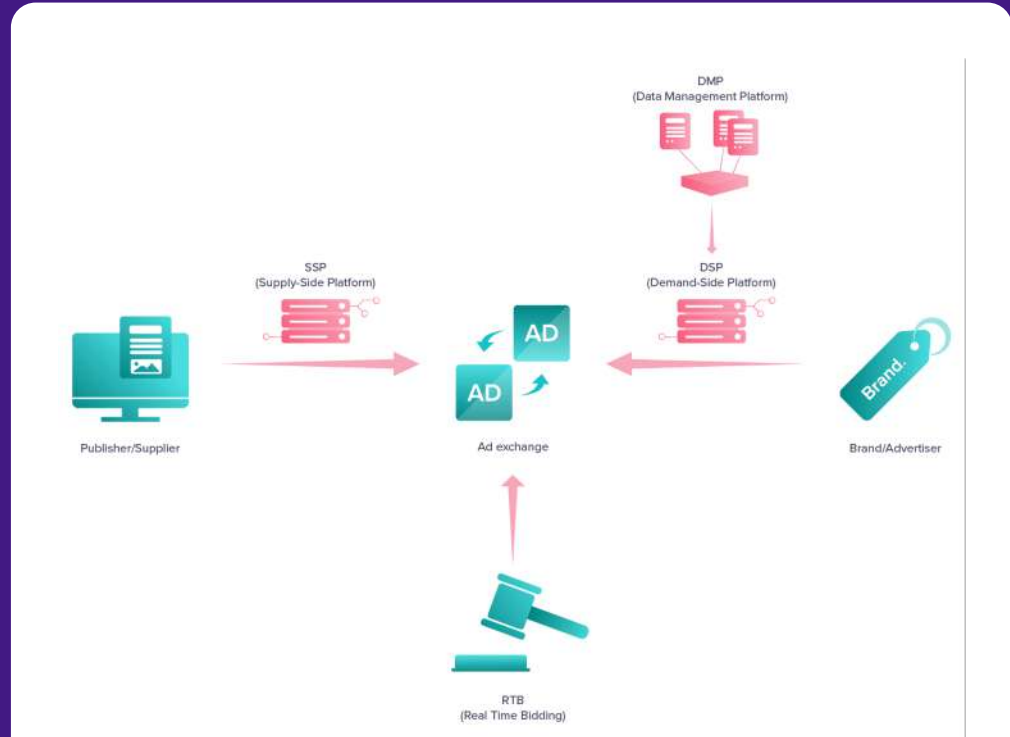 DMP
(Data Management Platform)
SSP
(Supply-Side Platform)
DSP
(Demand-Side Platform)
AD
AD
Brand.
Publisher/Supplier
Ad exchange
Brand/Advertiser
RTB
(Real Time Bidding)